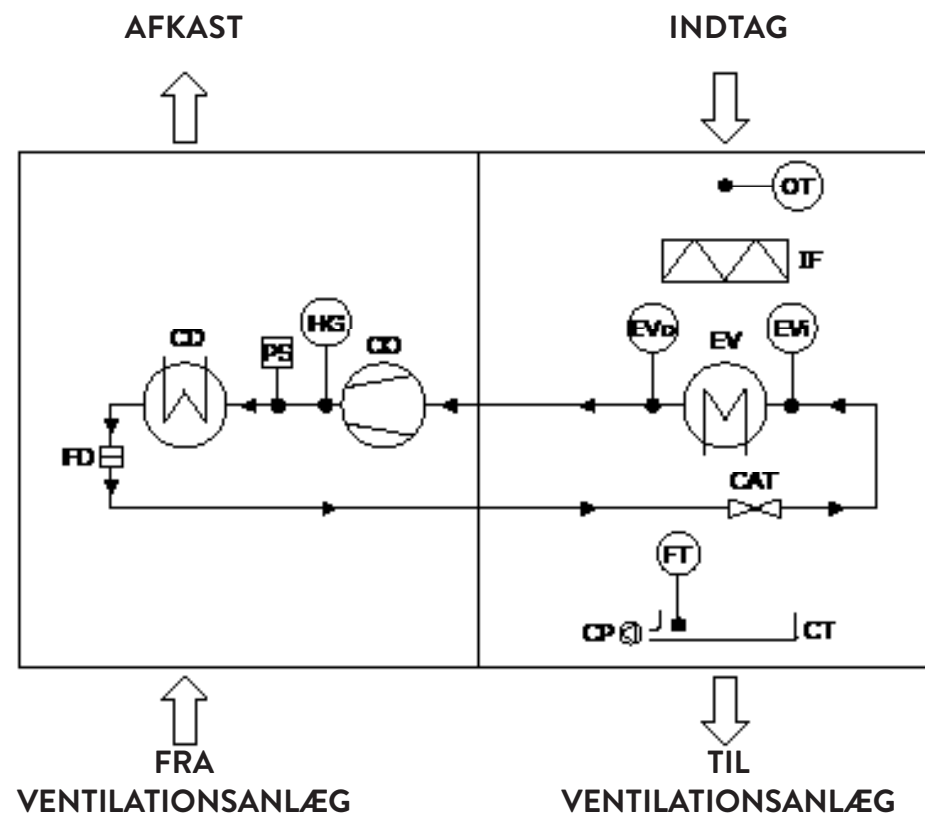 AFKAST
INDTAG
OT
IF
HG
EVo
EVi
CD
PS
CO
EV
FD
CAT
FT
CP
CT
FRA
VENTILATIONSANLÆG
TIL
VENTILATIONSANLÆG